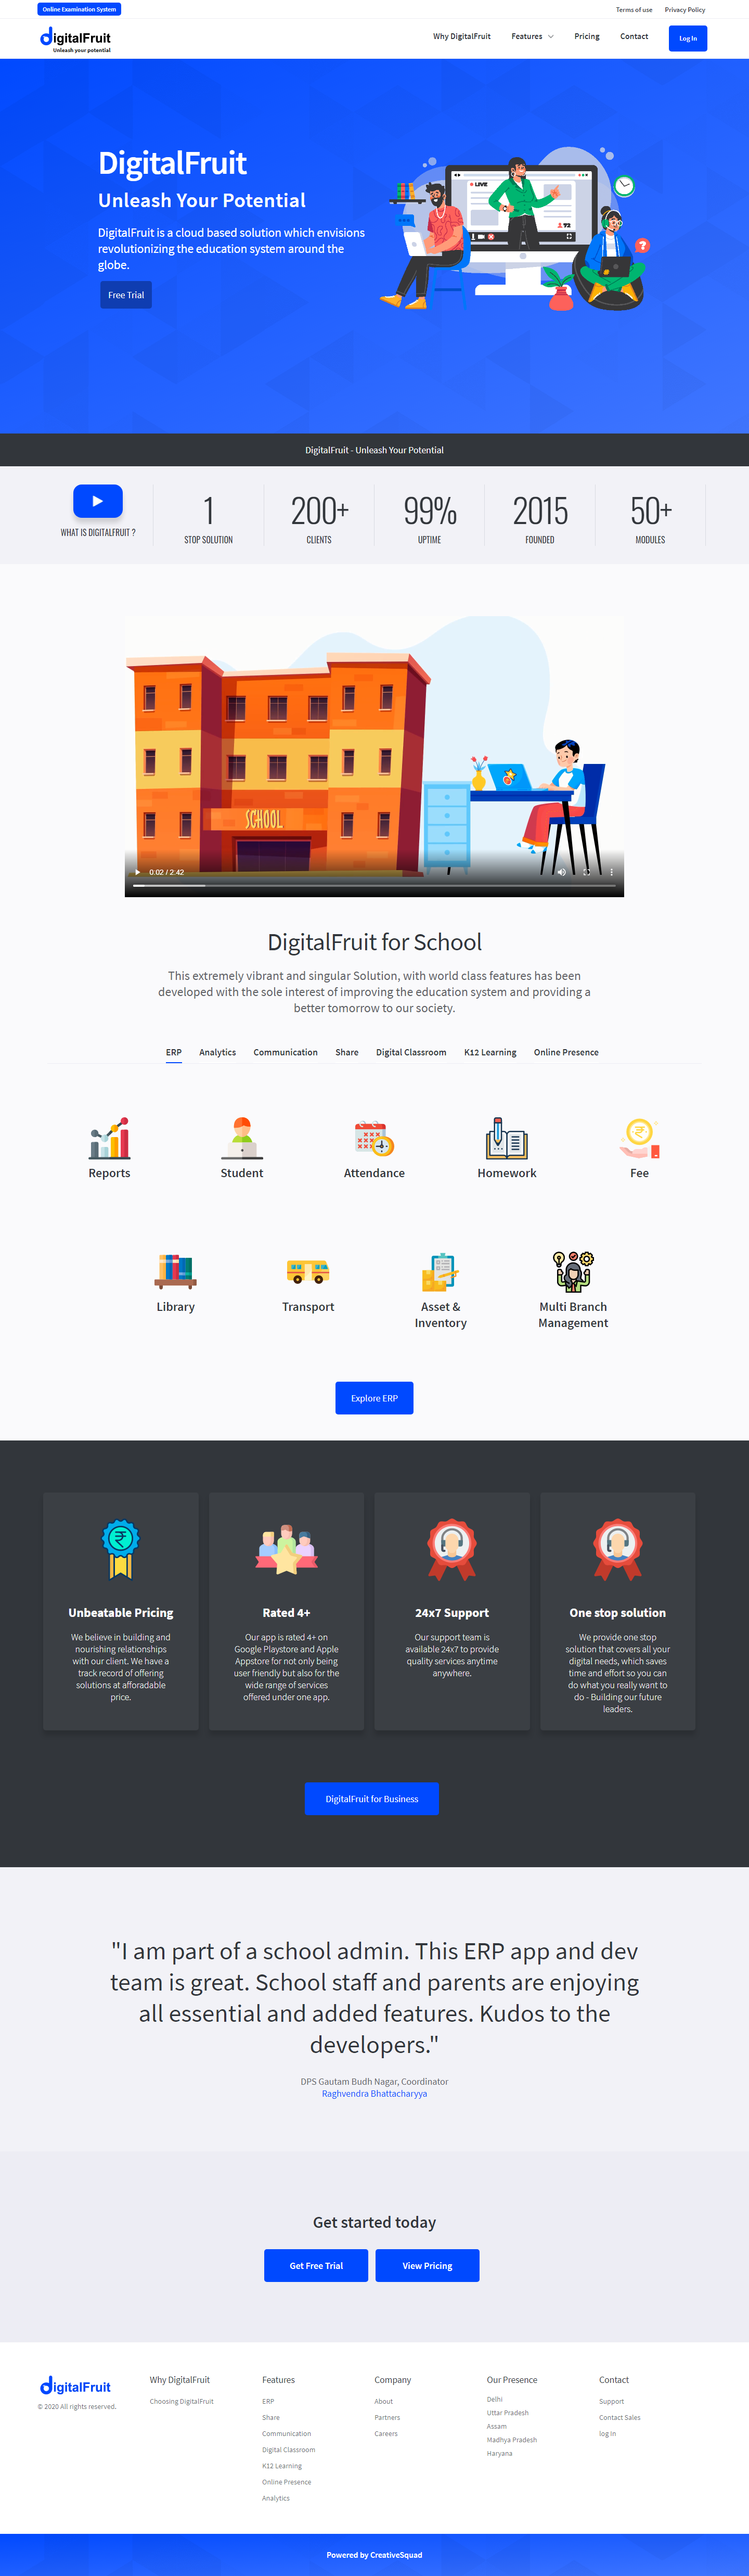 Online Examination System
Terms of use
Privacy Policy
digitalFruit
Unleash your potential
Why DigitalFruit
Features
Pricing
Contact
Log In
DigitalFruit
Unleash Your Potential
DigitalFruit is a cloud based solution which envisions
revolutionizing the education system around the
globe.
Free Trial
LIVE
72
?
DigitalFruit - Unleash Your Potential
WHAT IS DIGITALFRUIT ?
1
STOP SOLUTION
200+
CLIENTS
99%
UPTIME
2015
FOUNDED
50+
MODULES
SCHOOL
0:02 / 2:42
DigitalFruit for School
This extremely vibrant and singular Solution, with world class features has been
developed with the sole interest of improving the education system and providing a
better tomorrow to our society.
ERP
Analytics
Communication
Share
Digital Classroom
K12 Learning
Online Presence
Reports
Student
Attendance
Homework
Fee
Library
Transport
Asset &
Inventory
Multi Branch
Management
Explore ERP
Unbeatable Pricing
We believe in building and
nourishing relationships
with our client. We have a
track record of offering
solutions at afforadable
price.
Rated 4+
Our app is rated 4+ on
Google Playstore and Apple
Appstore for not only being
user friendly but also for the
wide range of services
offered under one app.
24x7 Support
Our support team is
available 24x7 to provide
quality services anytime
anywhere.
One stop solution
We provide one stop
solution that covers all your
digital needs, which saves
time and effort so you can
do what you really want to
do - Building our future
leaders.
DigitalFruit for Business
"I am part of a school admin. This ERP app and dev
team is great. School staff and parents are enjoying
all essential and added features. Kudos to the
developers."
DPS Gautam Budh Nagar, Coordinator
Raghvendra Bhattacharyya
Get started today
Get Free Trial
View Pricing
digitalFruit
© 2020 All rights reserved.
Why DigitalFruit
Choosing DigitalFruit
Features
ERP
Share
Communication
Digital Classroom
K12 Learning
Online Presence
Analytics
Company
About
Partners
Careers
Our Presence
Delhi
Uttar Pradesh
Assam
Madhya Pradesh
Haryana
Contact
Support
Contact Sales
log In
Powered by CreativeSquad